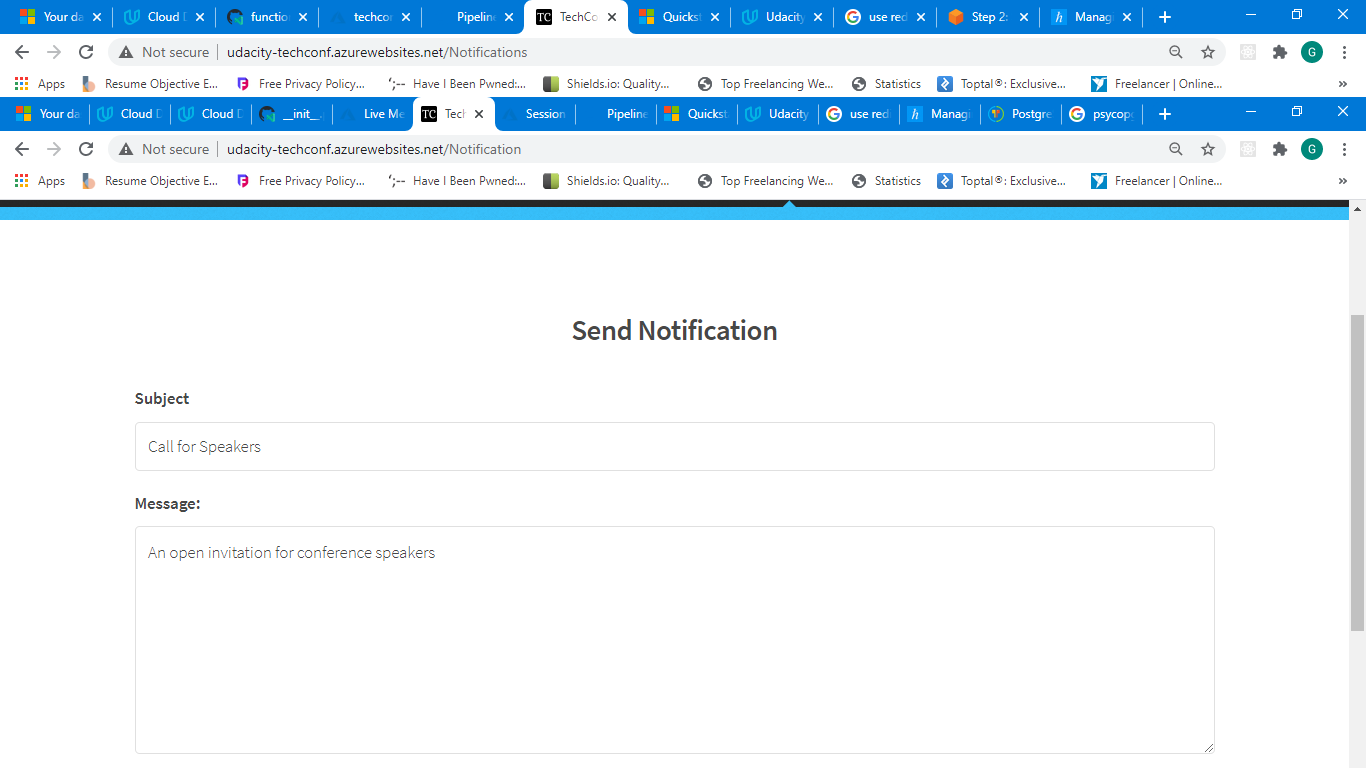 Your da Cloud D functio techcon Pipeline TC TechCo Quickst Udacity use red Step 2: h Manag
Not secure udacity-techconf.azurewebsites.net/Notifications G
Apps Resume Objective E... Free Privacy Policy... ';-- Have I Been Pwned:... Shields.io: Quality... Top Freelancing We... Statistics Toptal®: Exclusive... Freelancer | Online... »
Your da Cloud D Cloud D __init__. Live Me TC Tech Session Pipeline Quickst Udacity use red h Managi Postgre psycopg
Not secure udacity-techconf.azurewebsites.net/Notification G
Apps Resume Objective E... Free Privacy Policy... ';-- Have I Been Pwned:... Shields.io: Quality... Top Freelancing We... Statistics Toptal®: Exclusive... Freelancer | Online... »
Send Notification
Subject
Call for Speakers
Message:
An open invitation for conference speakers